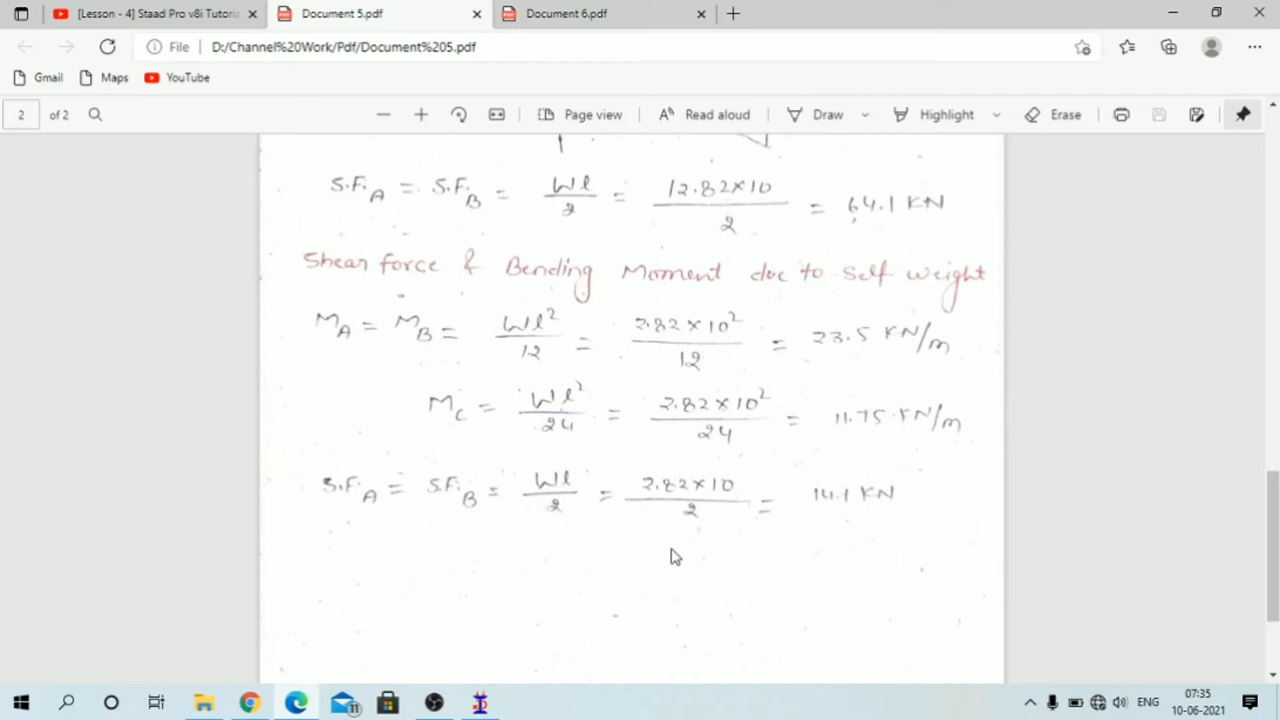 [Lesson - 4] Staad Pro v8i Tutoria
Document 5.pdf
Document 6.pdf
File D:/Channel%20Work/Pdf/Document%205.pdf
Gmail Maps YouTube
2 of 2 Page view Read aloud Draw Highlight Erase
S.F.A = S.F.B = Wl/2 = 12.82×10/2 = 64.1 KN
Shear force & Bending Moment due to Self weight
MA = MB = Wl²/12 = 2.82×10²/12 = 23.5 KN/m
MC = Wl²/24 = 2.82×10²/24 = 11.75 KN/m
S.F.A = S.F.B = Wl/2 = 2.82×10/2 = 14.1 KN
11 ENG 07:35
10-06-2021